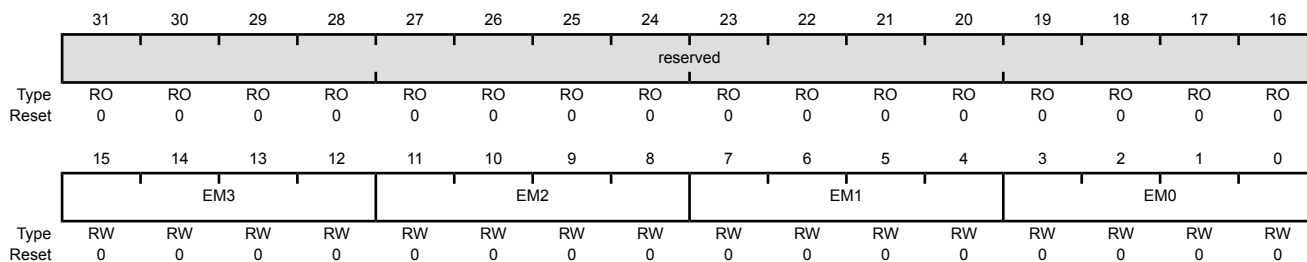 31 30 29 28 27 26 25 24 23 22 21 20 19 18 17 16
reserved
Type RO RO RO RO RO RO RO RO RO RO RO RO RO RO RO RO
Reset 0 0 0 0 0 0 0 0 0 0 0 0 0 0 0 0
15 14 13 12 11 10 9 8 7 6 5 4 3 2 1 0
EM3 EM2 EM1 EM0
Type RW RW RW RW RW RW RW RW RW RW RW RW RW RW RW RW
Reset 0 0 0 0 0 0 0 0 0 0 0 0 0 0 0 0